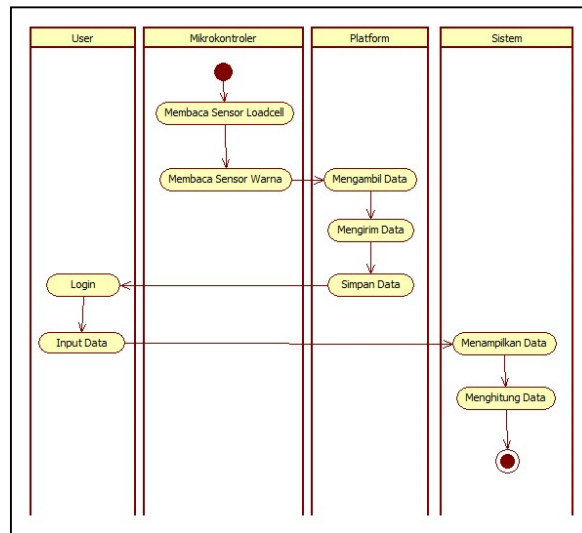 User
Mikrokontroler
Platform
Sistem
Membaca Sensor Loadcell
Membaca Sensor Warna
Mengambil Data
Mengirim Data
Login
Simpan Data
Input Data
Menampilkan Data
Menghitung Data